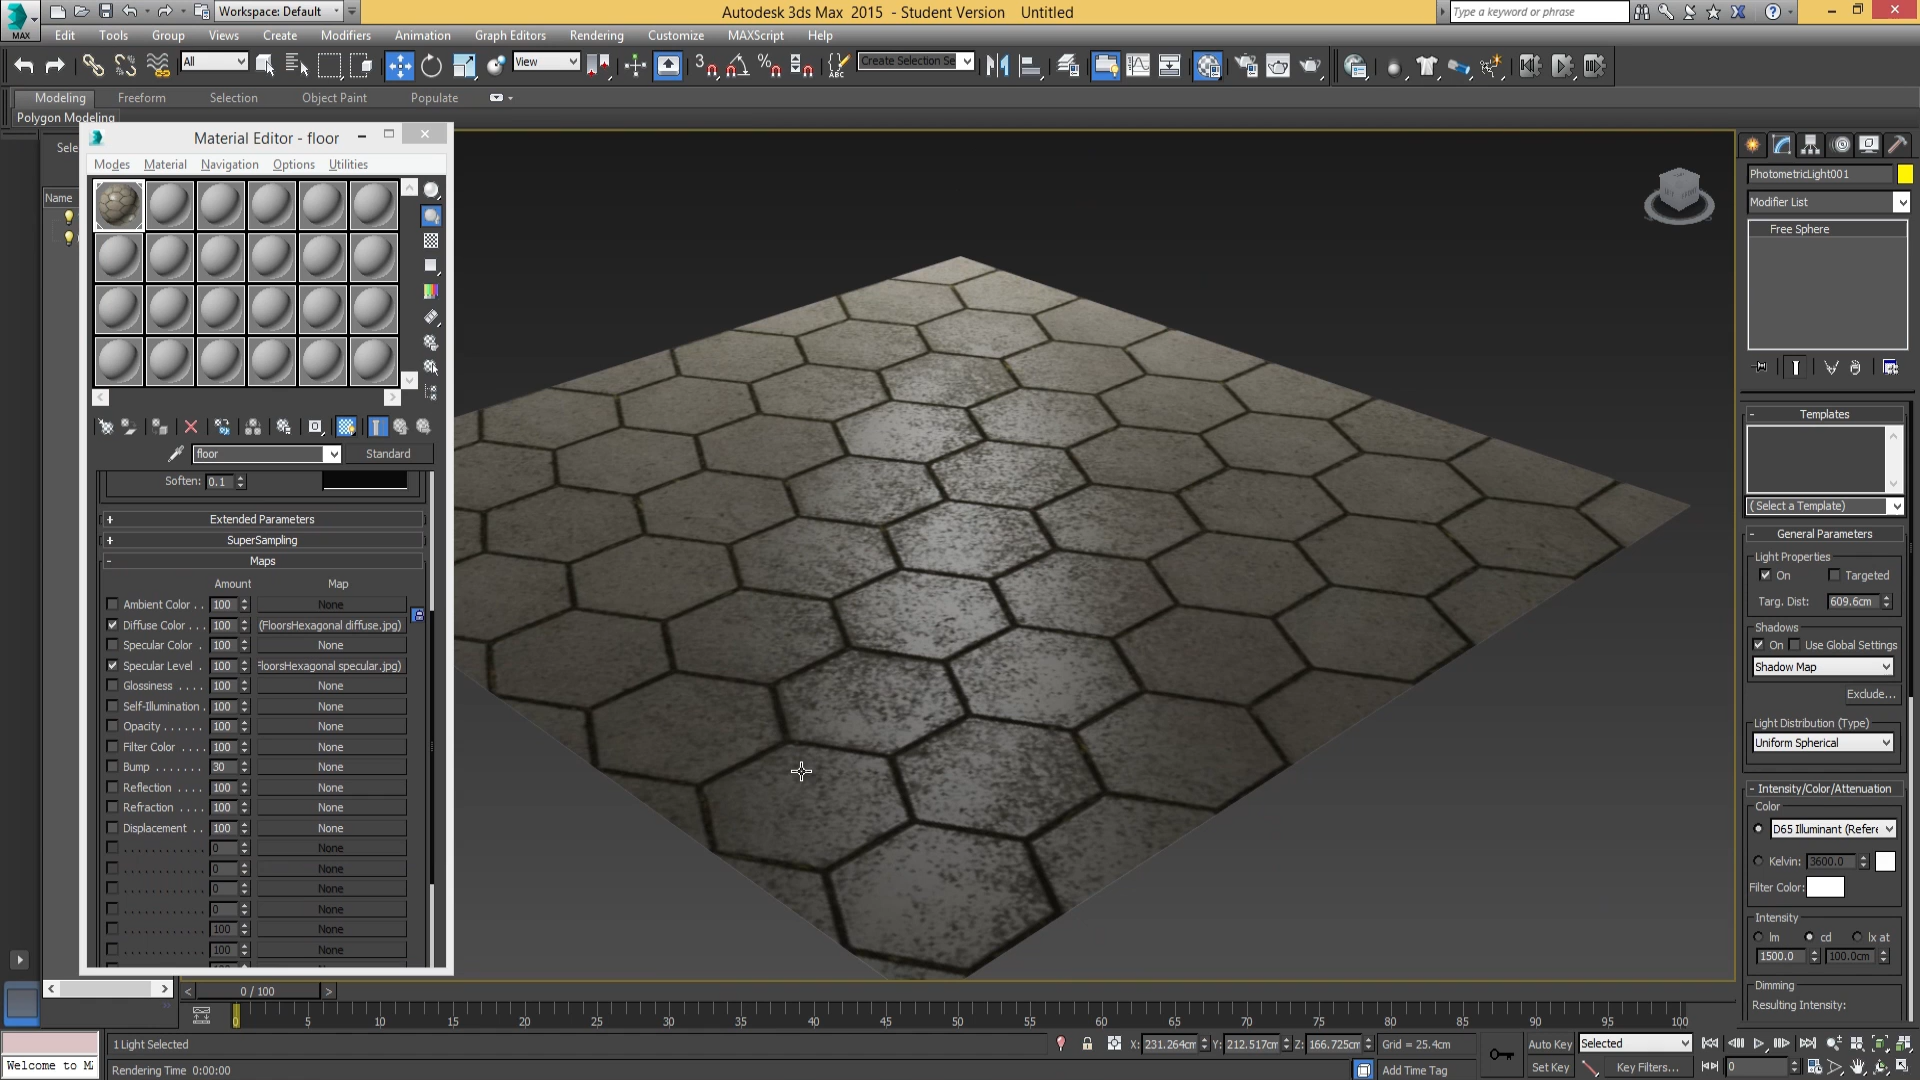 Workspace: Default
Autodesk 3ds Max 2015 - Student Version Untitled
Type a keyword or phrase
MAX
Edit Tools Group Views Create Modifiers Animation Graph Editors Rendering Customize MAXScript Help
All
View
3
%
ABC
Create Selection Se
Modeling Freeform Selection Object Paint Populate
Polygon Modeling
Sele
Name
Material Editor - floor
Modes Material Navigation Options Utilities
floor
Standard
Soften: 0.1
+ Extended Parameters
+ SuperSampling
- Maps
Amount Map
Ambient Color . . 100 None
Diffuse Color . . . 100 (FloorsHexagonal diffuse.jpg)
Specular Color . 100 None
Specular Level . 100 FloorsHexagonal specular.jpg)
Glossiness . . . . 100 None
Self-Illumination . 100 None
Opacity . . . . . . 100 None
Filter Color . . . . 100 None
Bump . . . . . . . 30 None
Reflection . . . . 100 None
Refraction . . . . 100 None
Displacement . . 100 None
. . . . . . . . . . . . 0 None
. . . . . . . . . . . . 0 None
. . . . . . . . . . . . 0 None
. . . . . . . . . . . . 0 None
. . . . . . . . . . . . 100 None
. . . . . . . . . . . . 100 None
PhotometricLight001
Modifier List
Free Sphere
- Templates
(Select a Template)
- General Parameters
Light Properties
On Targeted
Targ. Dist: 609.6cm
Shadows
On Use Global Settings
Shadow Map
Exclude...
Light Distribution (Type)
Uniform Spherical
- Intensity/Color/Attenuation
Color
D65 Illuminant (Refere
Kelvin: 3600.0
Filter Color:
Intensity
lm cd lx at
1500.0 100.0cm
Dimming
Resulting Intensity:
< 0 / 100 >
0 5 10 15 20 25 30 35 40 45 50 55 60 65 70 75 80 85 90 95 100
1 Light Selected
X: 231.264cm Y: 212.517cm Z: 166.725cm
Grid = 25.4cm
Auto Key
Selected
Welcome to M
Rendering Time 0:00:00
Add Time Tag
Set Key
Key Filters...
0